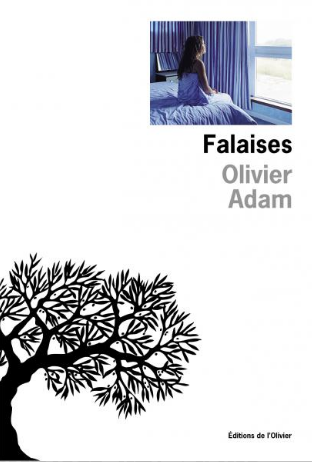 Falaises
Olivier
Adam
Éditions de l'Olivier